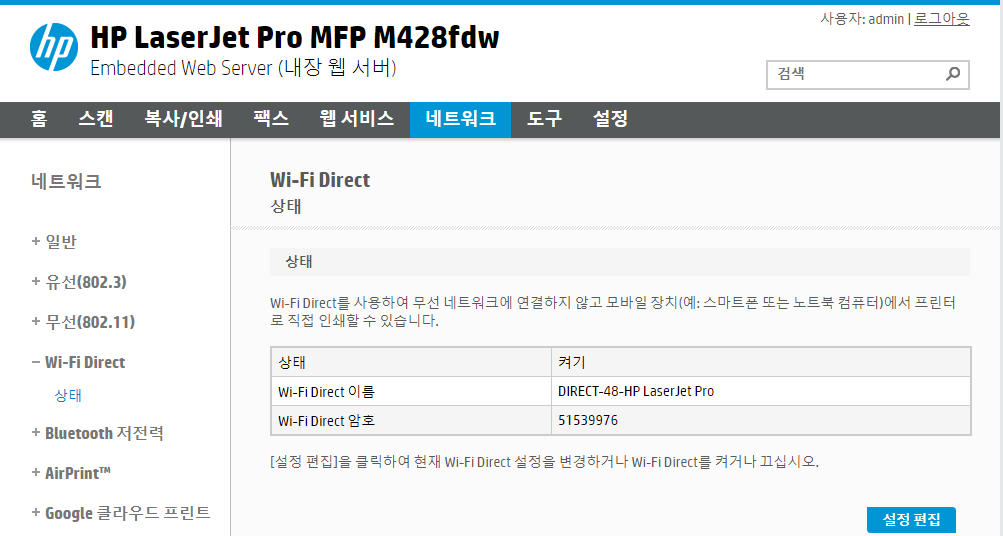 사용자: admin | 로그아웃
hp
HP LaserJet Pro MFP M428fdw
Embedded Web Server (내장 웹 서버)
검색
홈 스캔 복사/인쇄 팩스 웹 서비스 네트워크 도구 설정
네트워크
+ 일반
+ 유선(802.3)
+ 무선(802.11)
− Wi-Fi Direct
상태
+ Bluetooth 저전력
+ AirPrint™
+ Google 클라우드 프린트
Wi-Fi Direct
상태
상태
Wi-Fi Direct를 사용하여 무선 네트워크에 연결하지 않고 모바일 장치(예: 스마트폰 또는 노트북 컴퓨터)에서 프린터
로 직접 인쇄할 수 있습니다.
상태 켜기
Wi-Fi Direct 이름 DIRECT-48-HP LaserJet Pro
Wi-Fi Direct 암호 51539976
[설정 편집]을 클릭하여 현재 Wi-Fi Direct 설정을 변경하거나 Wi-Fi Direct를 켜거나 끄십시오.
설정 편집